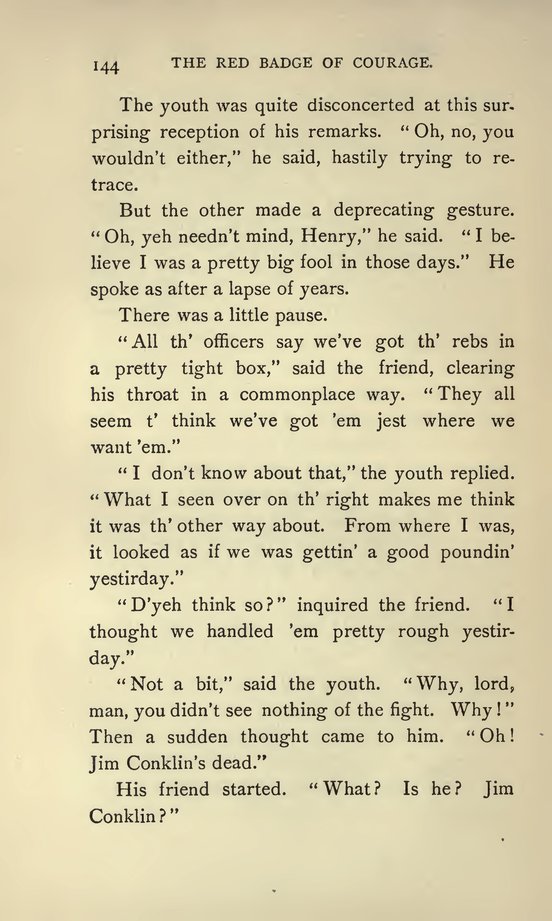 144 THE RED BADGE OF COURAGE.
The youth was quite disconcerted at this sur-
prising reception of his remarks. “Oh, no, you
wouldn't either,” he said, hastily trying to re-
trace.
But the other made a deprecating gesture.
“Oh, yeh needn't mind, Henry,” he said. “I be-
lieve I was a pretty big fool in those days.” He
spoke as after a lapse of years.
There was a little pause.
“All th' officers say we've got th' rebs in
a pretty tight box,” said the friend, clearing
his throat in a commonplace way. “They all
seem t' think we've got 'em jest where we
want 'em.”
“I don't know about that,” the youth replied.
“What I seen over on th' right makes me think
it was th' other way about. From where I was,
it looked as if we was gettin' a good poundin'
yestirday.”
“D'yeh think so?” inquired the friend. “I
thought we handled 'em pretty rough yestir-
day.”
“Not a bit,” said the youth. “Why, lord,
man, you didn't see nothing of the fight. Why!”
Then a sudden thought came to him. “Oh!
Jim Conklin's dead.”
His friend started. “What? Is he? Jim
Conklin?”